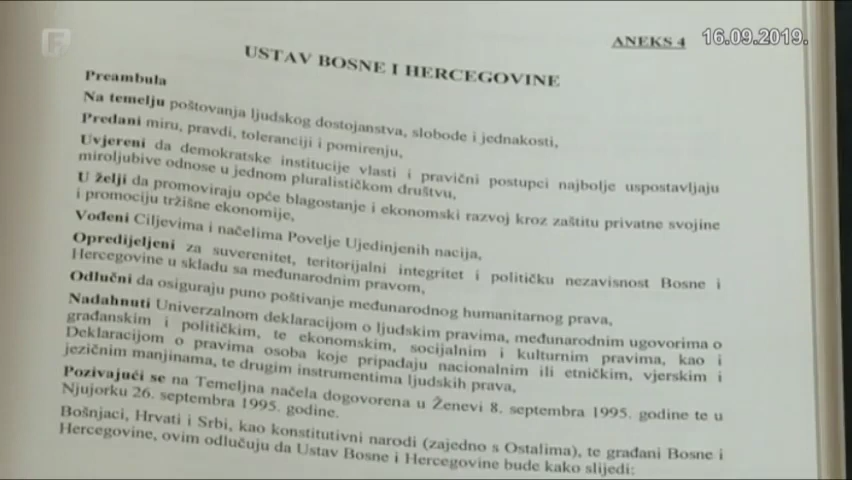 F
ANEKS 4
16.09.2019.
USTAV BOSNE I HERCEGOVINE
Preambula
Na temelju poštovanja ljudskog dostojanstva, slobode i jednakosti,
Predani miru, pravdi, toleranciji i pomirenju,
Uvjereni da demokratske institucije vlasti i pravični postupci najbolje uspostavljaju
miroljubive odnose u jednom pluralističkom društvu,
U želji da promoviraju opće blagostanje i ekonomski razvoj kroz zaštitu privatne svojine
i promociju tržišne ekonomije,
Vođeni Ciljevima i načelima Povelje Ujedinjenih nacija,
Opredijeljeni za suverenitet, teritorijalni integritet i političku nezavisnost Bosne i
Hercegovine u skladu sa međunarodnim pravom,
Odlučni da osiguraju puno poštivanje međunarodnog humanitarnog prava,
Nadahnuti Univerzalnom deklaracijom o ljudskim pravima, međunarodnim ugovorima o
građanskim i političkim, te ekonomskim, socijalnim i kulturnim pravima, kao i
Deklaracijom o pravima osoba koje pripadaju nacionalnim ili etničkim, vjerskim i
jezičnim manjinama, te drugim instrumentima ljudskih prava,
Pozivajući se na Temeljna načela dogovorena u Ženevi 8. septembra 1995. godine te u
Njujorku 26. septembra 1995. godine.
Bošnjaci, Hrvati i Srbi, kao konstitutivni narodi (zajedno s Ostalima), te građani Bosne i
Hercegovine, ovim odlučuju da Ustav Bosne i Hercegovine bude kako slijedi: